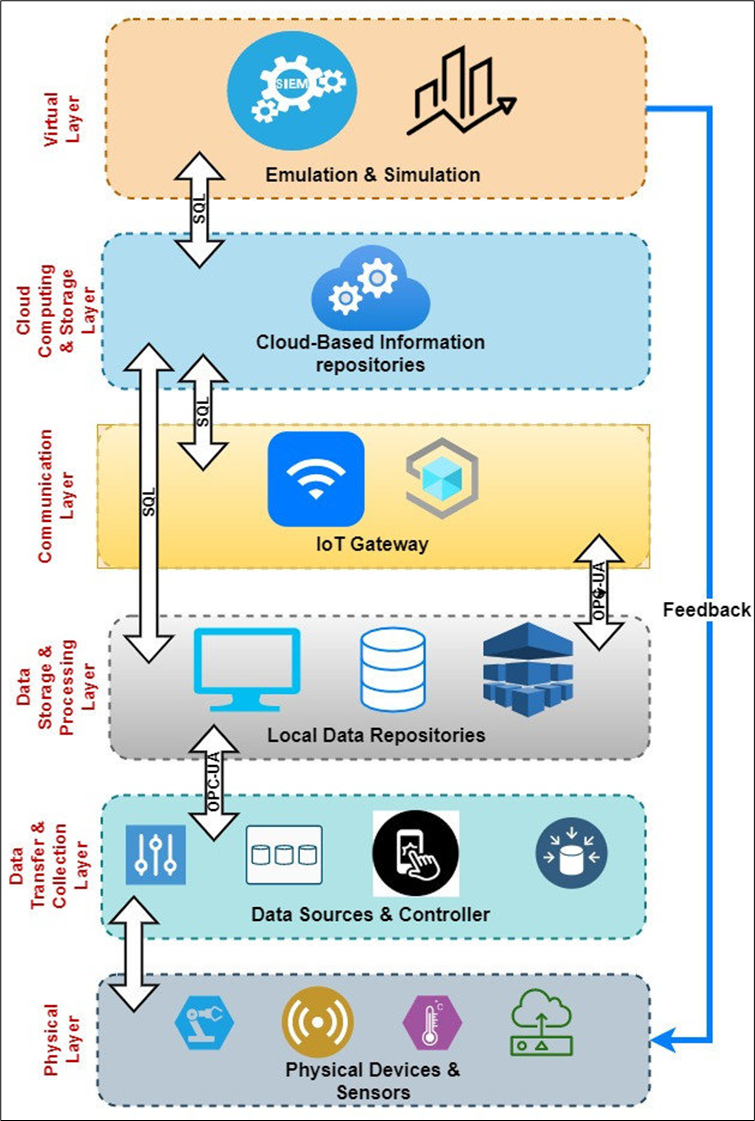 Virtual
Layer
SIEM
Emulation & Simulation
SQL
Cloud
Computing
& Storage
Layer
Cloud-Based Information
repositories
SQL
SQL
Communication
Layer
IoT Gateway
OPC-UA
Feedback
Data
Storage &
Processing
Layer
Local Data Repositories
OPC-UA
Data
Transfer &
Collection
Layer
Data Sources & Controller
Physical
Layer
°C
Physical Devices &
Sensors